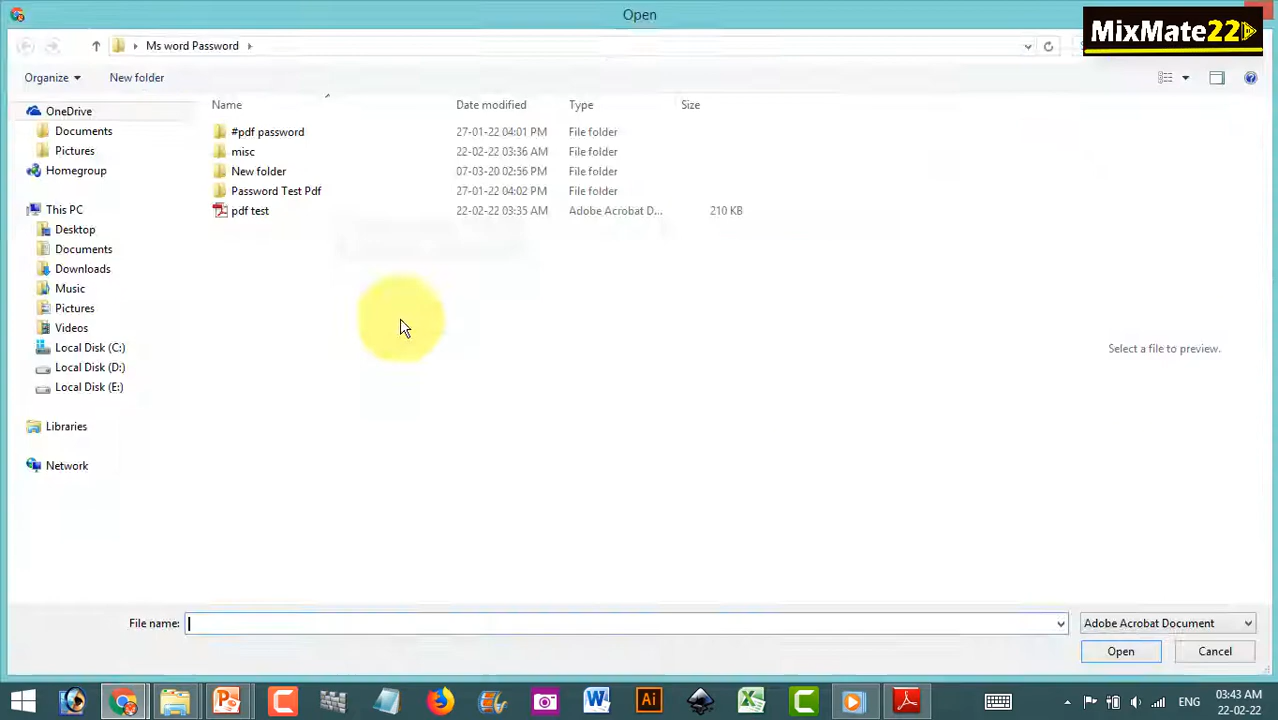 Open
MixMate22
Ms word Password
Organize
New folder
Name Date modified Type Size
OneDrive
Documents
Pictures
Homegroup
This PC
Desktop
Documents
Downloads
Music
Pictures
Videos
Local Disk (C:)
Local Disk (D:)
Local Disk (E:)
Libraries
Network
#pdf password 27-01-22 04:01 PM File folder
misc 22-02-22 03:36 AM File folder
New folder 07-03-20 02:56 PM File folder
Password Test Pdf 27-01-22 04:02 PM File folder
pdf test 22-02-22 03:35 AM Adobe Acrobat D... 210 KB
Select a file to preview.
File name: Adobe Acrobat Document
Open Cancel
ENG
03:43 AM
22-02-22